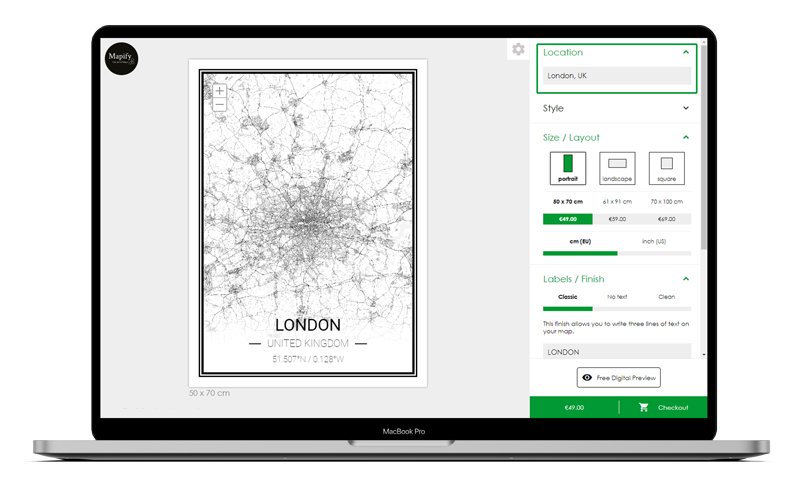 Mapify
Location
London, UK
Style
Size / Layout
portrait
landscape
square
50 x 70 cm
61 x 91 cm
70 x 100 cm
€49.00
€59.00
€69.00
cm (EU)
inch (US)
Labels / Finish
Classic
No text
Clean
This finish allows you to write three lines of text on
your map.
LONDON
Free Digital Preview
€49.00
Checkout
+
−
LONDON
UNITED KINGDOM
51.507°N / 0.128°W
50 x 70 cm
MacBook Pro